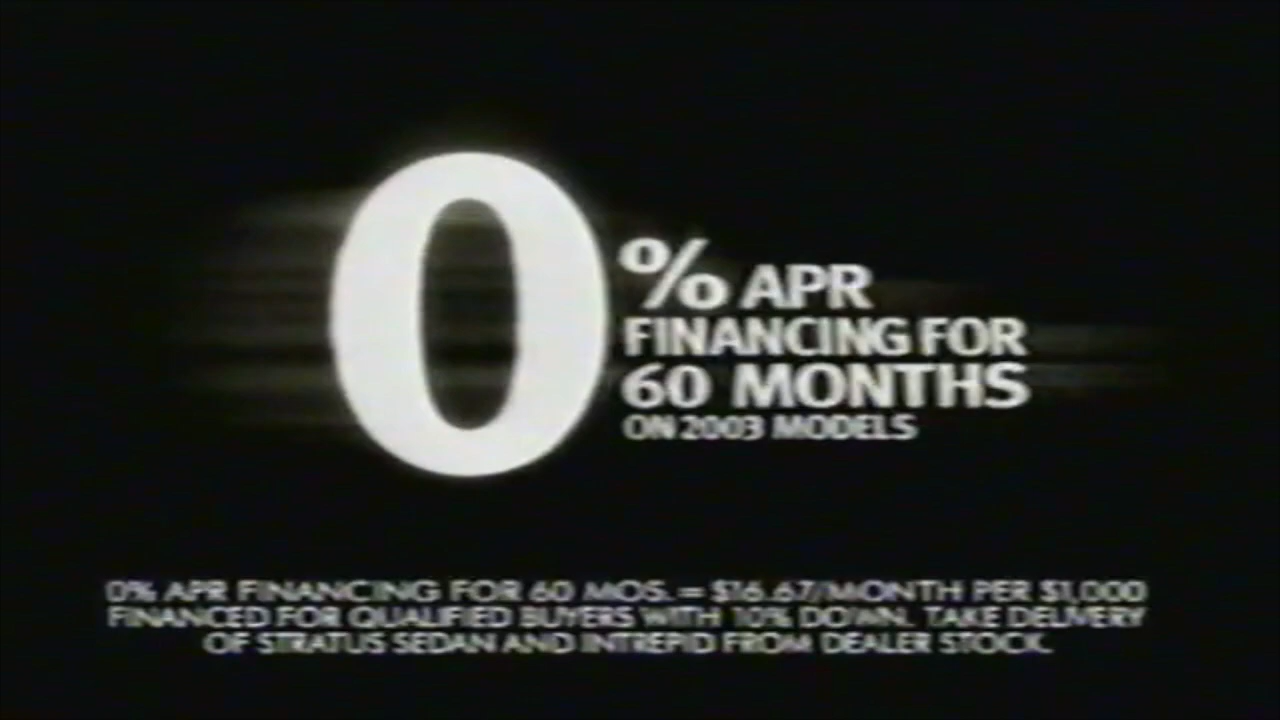 0% APR
FINANCING FOR
60 MONTHS
ON 2003 MODELS
0% APR FINANCING FOR 60 MOS. = $16.67/MONTH PER $1,000
FINANCED FOR QUALIFIED BUYERS WITH 10% DOWN. TAKE DELIVERY
OF STRATUS SEDAN AND INTREPID FROM DEALER STOCK.